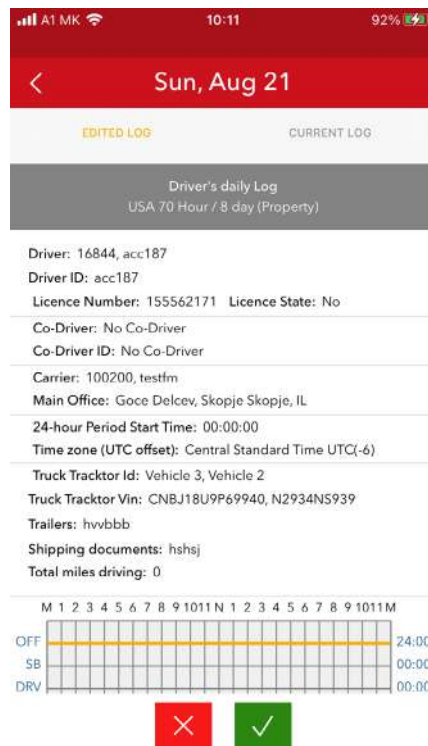 A1 MK 10:11 92%
Sun, Aug 21
EDITED LOG CURRENT LOG
Driver's daily Log
USA 70 Hour / 8 day (Property)
Driver: 16844, acc187
Driver ID: acc187
Licence Number: 155562171 Licence State: No
Co-Driver: No Co-Driver
Co-Driver ID: No Co-Driver
Carrier: 100200, testfm
Main Office: Goce Delcev, Skopje Skopje, IL
24-hour Period Start Time: 00:00:00
Time zone (UTC offset): Central Standard Time UTC(-6)
Truck Tracktor Id: Vehicle 3, Vehicle 2
Truck Tracktor Vin: CNBJ18U9P69940, N2934NS939
Trailers: hvvbbb
Shipping documents: hshsj
Total miles driving: 0
M 1 2 3 4 5 6 7 8 9 10 11 N 1 2 3 4 5 6 7 8 9 10 11 M
OFF 24:00
SB 00:00
DRV 00:00